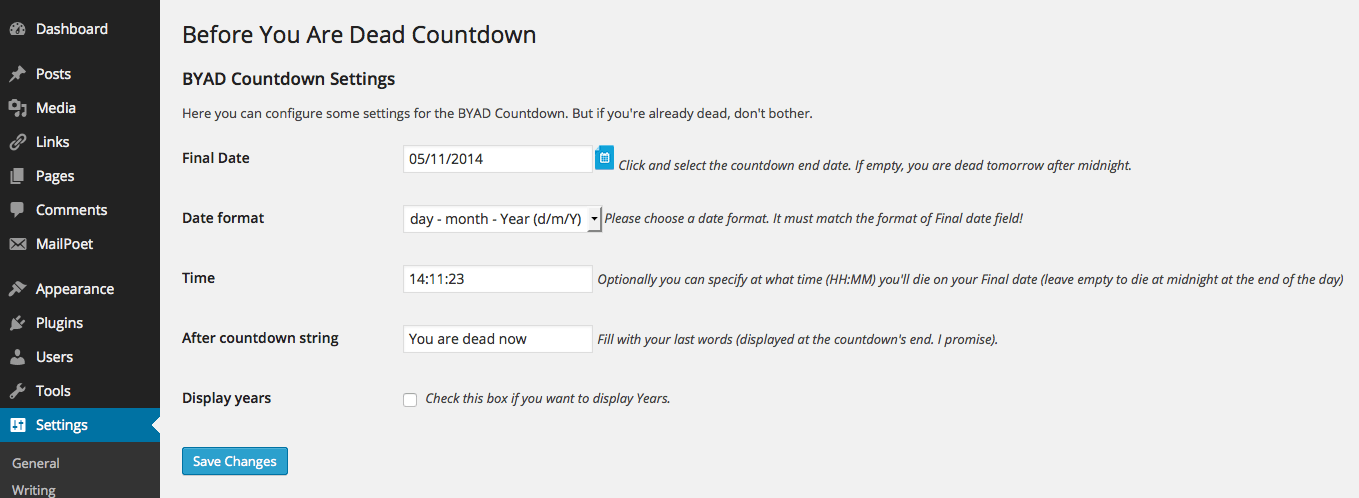 Dashboard
Posts
Media
Links
Pages
Comments
MailPoet
Appearance
Plugins
Users
Tools
Settings
General
Writing
Before You Are Dead Countdown
BYAD Countdown Settings
Here you can configure some settings for the BYAD Countdown. But if you're already dead, don't bother.
Final Date 05/11/2014 Click and select the countdown end date. If empty, you are dead tomorrow after midnight.
Date format day - month - Year (d/m/Y) Please choose a date format. It must match the format of Final date field!
Time 14:11:23 Optionally you can specify at what time (HH:MM) you'll die on your Final date (leave empty to die at midnight at the end of the day)
After countdown string You are dead now Fill with your last words (displayed at the countdown's end. I promise).
Display years Check this box if you want to display Years.
Save Changes